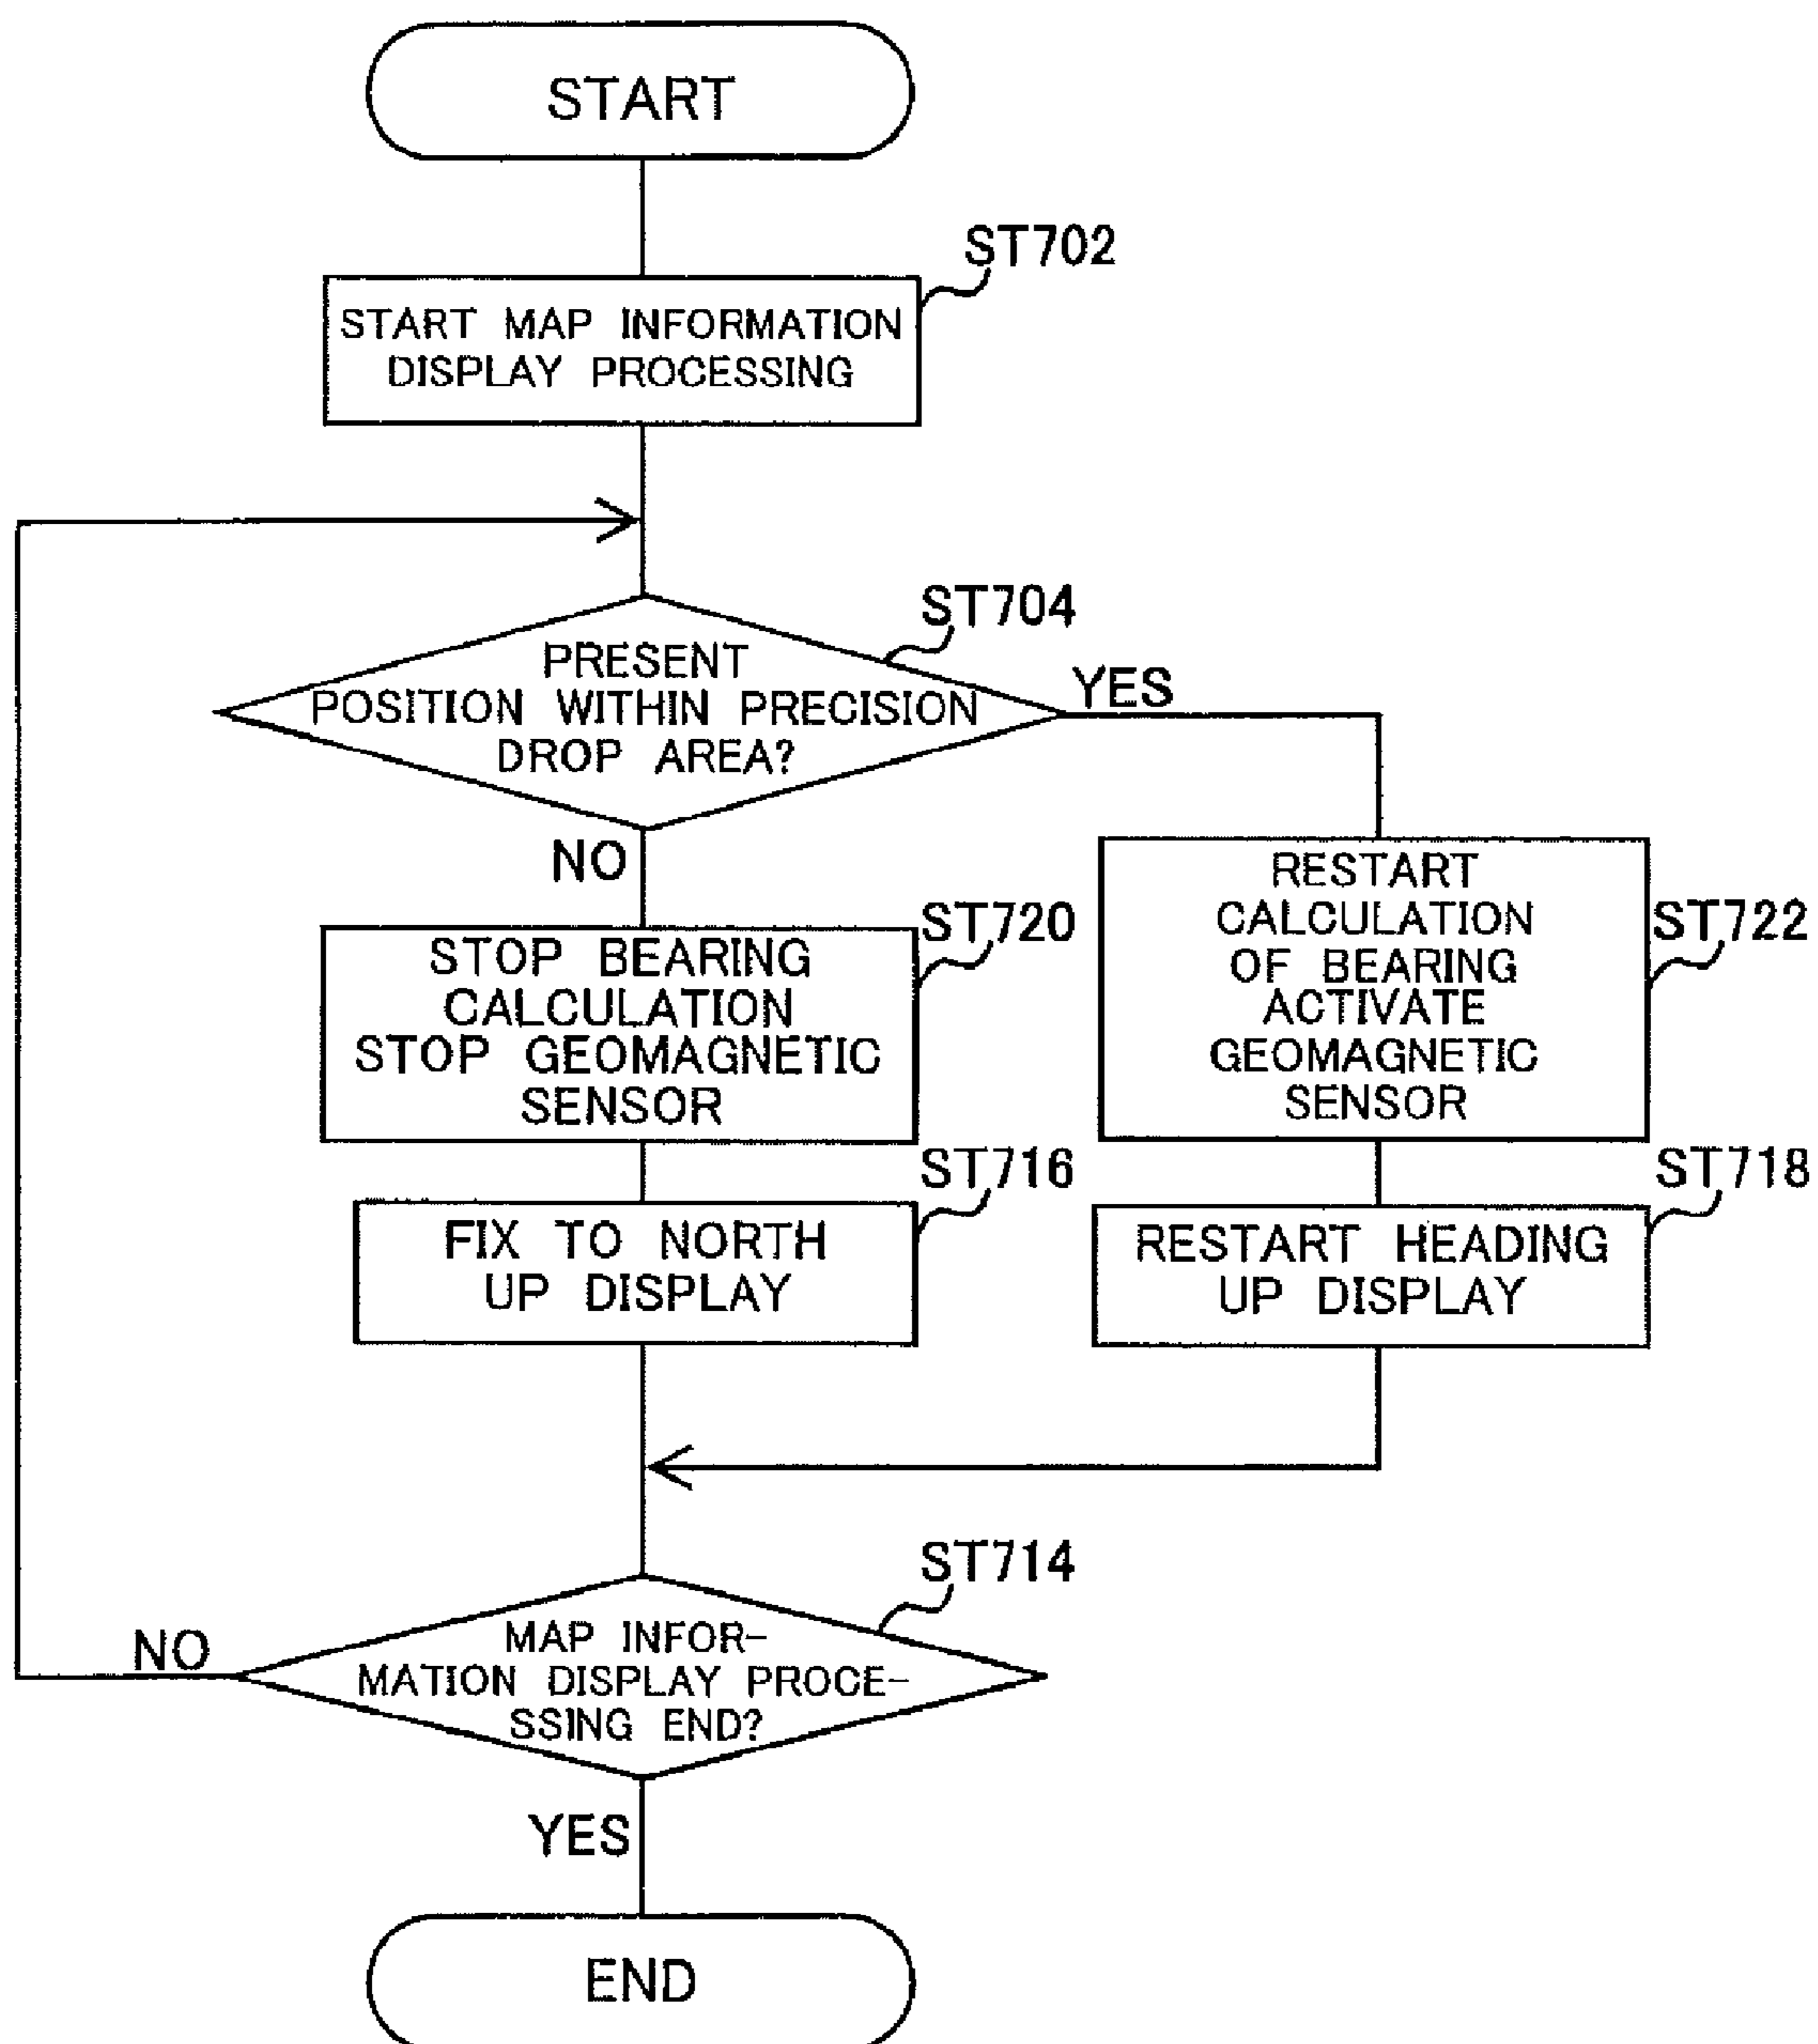 START
ST702
START MAP INFORMATION
DISPLAY PROCESSING
ST704
PRESENT
POSITION WITHIN PRECISION
DROP AREA?
YES
NO
ST720
STOP BEARING
CALCULATION
STOP GEOMAGNETIC
SENSOR
ST722
RESTART
CALCULATION
OF BEARING
ACTIVATE
GEOMAGNETIC
SENSOR
ST716
FIX TO NORTH
UP DISPLAY
ST718
RESTART HEADING
UP DISPLAY
ST714
MAP INFOR-
MATION DISPLAY PROCE-
SSING END?
NO
YES
END